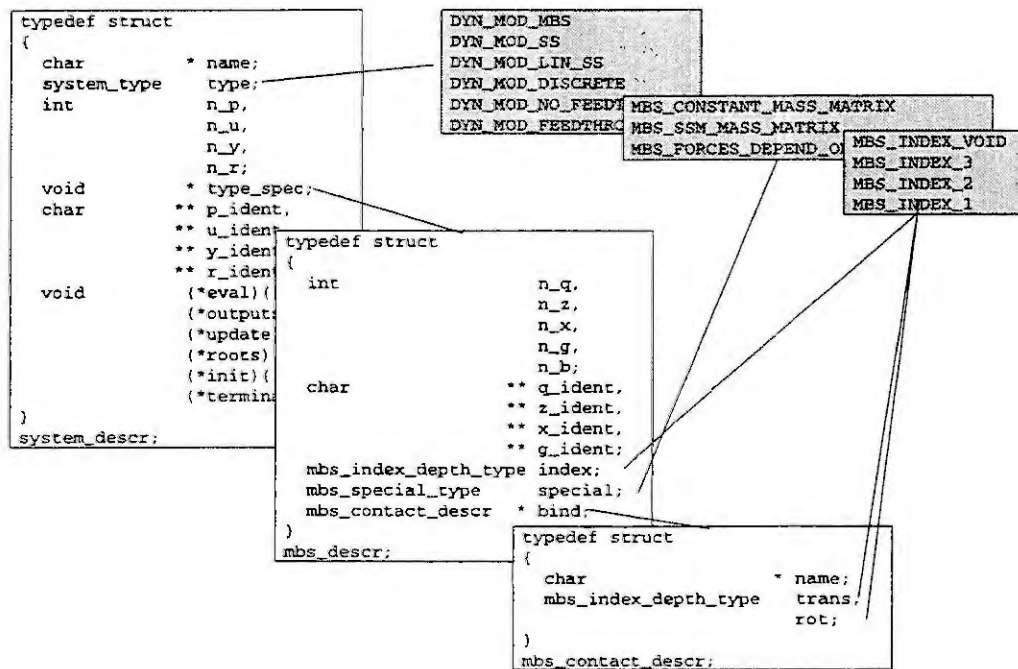 typedef struct
{
char * name;
system_type type;
int n_p,
n_u,
n_y,
n_r;
void * type_spec;
char ** p_ident,
** u_ident
** y_ident
** r_ident
void (*eval)(
(*outputs
(*update
(*roots)
(*init)(
(*termina
}
system_descr;
DYN_MOD_MBS
DYN_MOD_SS
DYN_MOD_LIN_SS
DYN_MOD_DISCRETE
DYN_MOD_NO_FEEDT
DYN_MOD_FEEDTHRO
MBS_CONSTANT_MASS_MATRIX
MBS_SSM_MASS_MATRIX
MBS_FORCES_DEPEND_O
MBS_INDEX_VOID
MBS_INDEX_3
MBS_INDEX_2
MBS_INDEX_1
typedef struct
{
int n_q,
n_z,
n_x,
n_g,
n_b;
char ** q_ident,
** z_ident,
** x_ident,
** g_ident;
mbs_index_depth_type index;
mbs_special_type special;
mbs_contact_descr * bind;
}
mbs_descr;
typedef struct
{
char * name;
mbs_index_depth_type trans,
rot;
}
mbs_contact_descr;